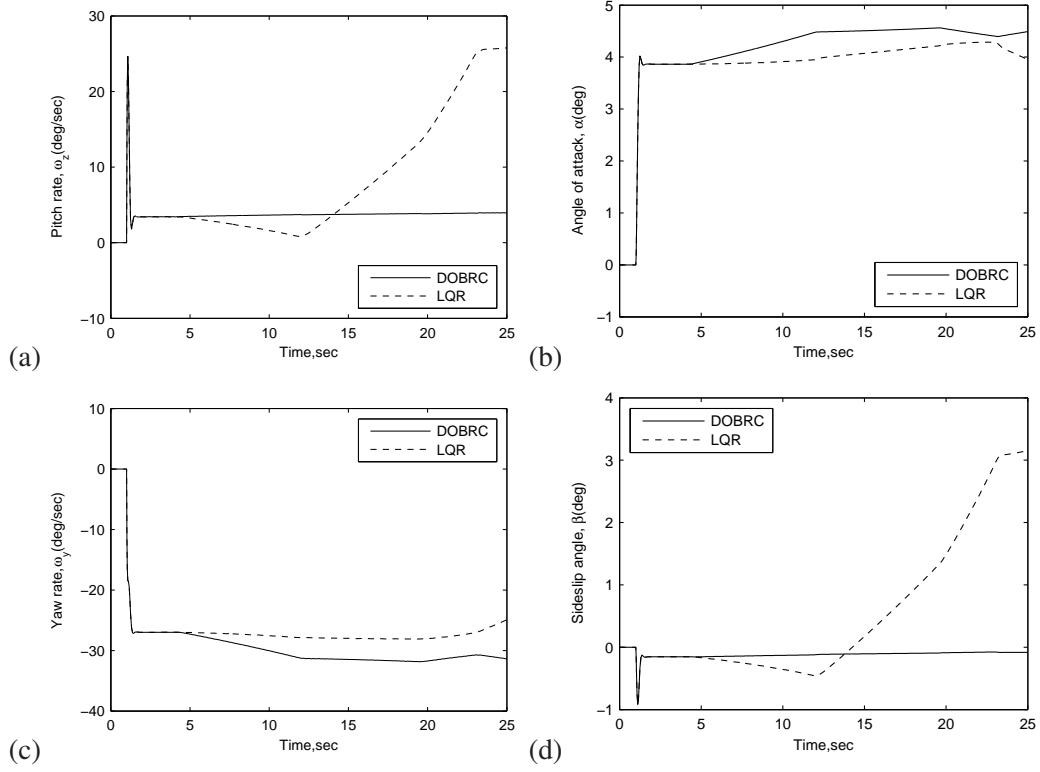 30
20
10
0
−10
Pitch rate, ω_z(deg/sec)
DOBRC
LQR
0 5 10 15 20 25
Time,sec
(a)
5
4
3
2
1
0
−1
Angle of attack, α(deg)
DOBRC
LQR
0 5 10 15 20 25
Time,sec
(b)
10
0
−10
−20
−30
−40
Yaw rate,ω_y(deg/sec)
DOBRC
LQR
0 5 10 15 20 25
Time,sec
(c)
4
3
2
1
0
−1
Sideslip angle, β(deg)
DOBRC
LQR
0 5 10 15 20 25
Time,sec
(d)